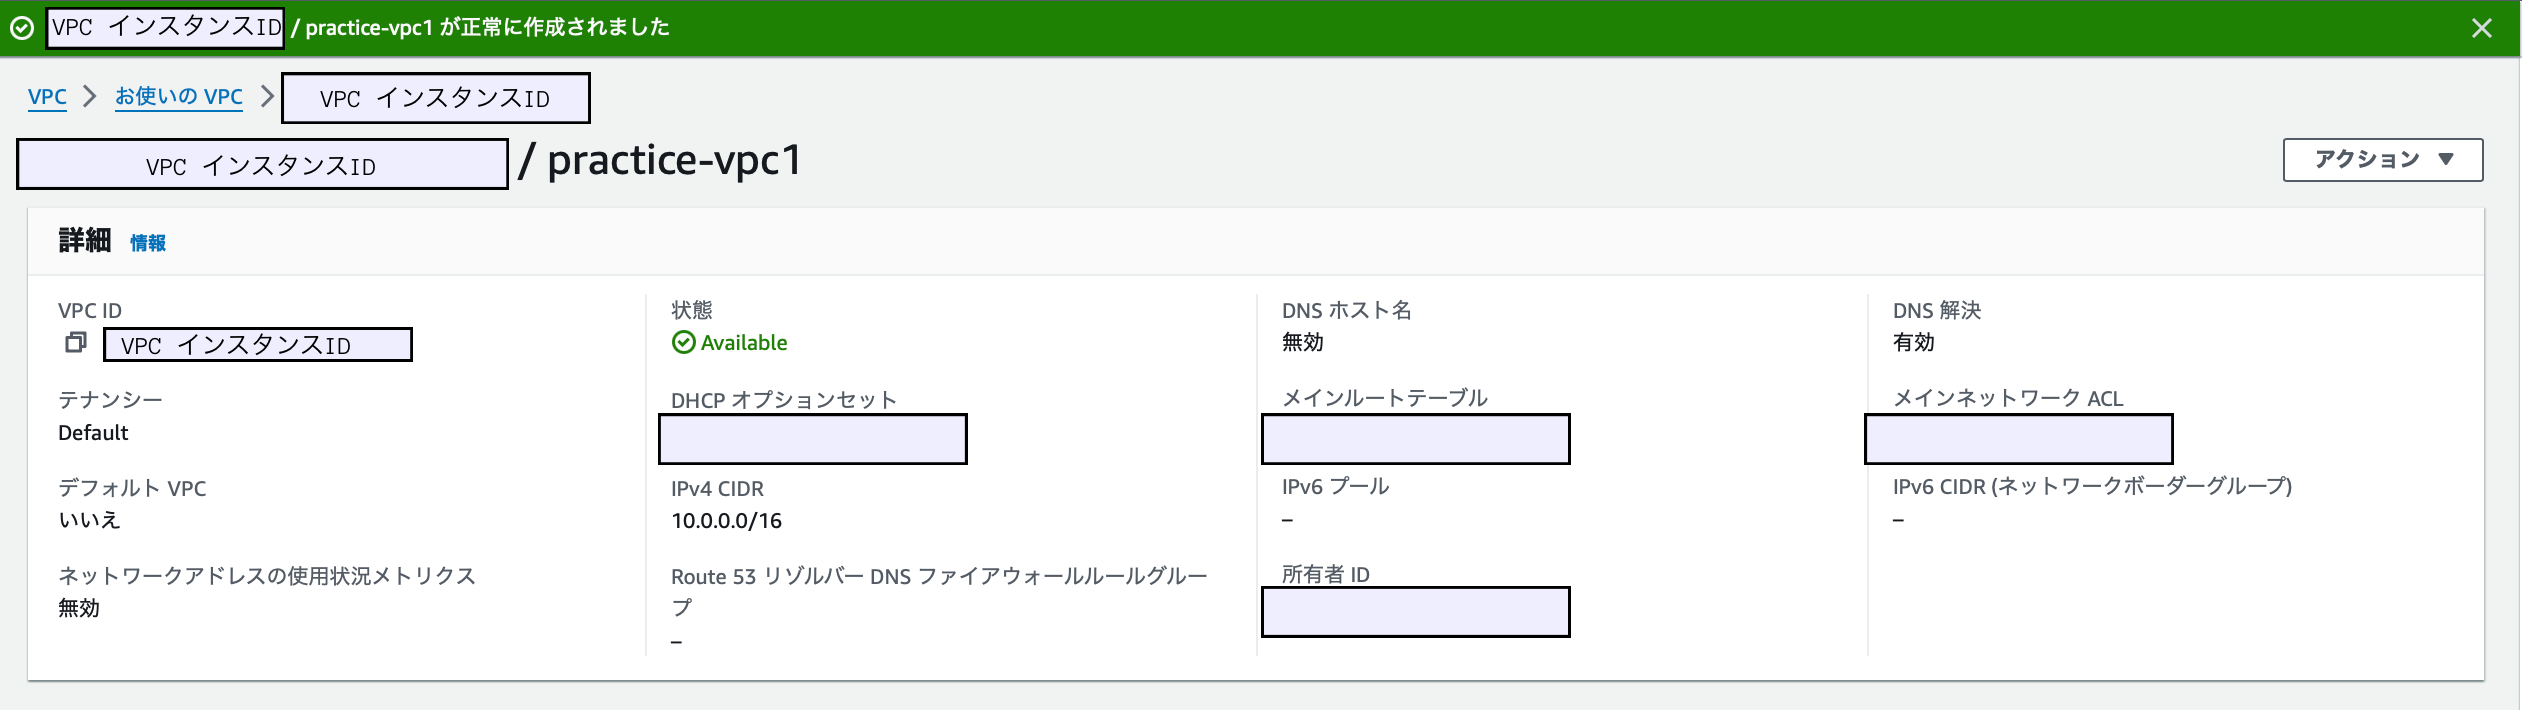 VPC インスタンスID / practice-vpc1 が正常に作成されました
VPC お使いの VPC VPC インスタンスID
VPC インスタンスID / practice-vpc1
アクション
詳細 情報
VPC ID
VPC インスタンスID
状態
Available
DNS ホスト名
無効
DNS 解決
有効
テナンシー
Default
DHCP オプションセット
メインルートテーブル
メインネットワーク ACL
デフォルト VPC
いいえ
IPv4 CIDR
10.0.0.0/16
IPv6 プール
–
IPv6 CIDR (ネットワークボーダーグループ)
–
ネットワークアドレスの使用状況メトリクス
無効
Route 53 リゾルバー DNS ファイアウォールルールグルー
プ
–
所有者 ID